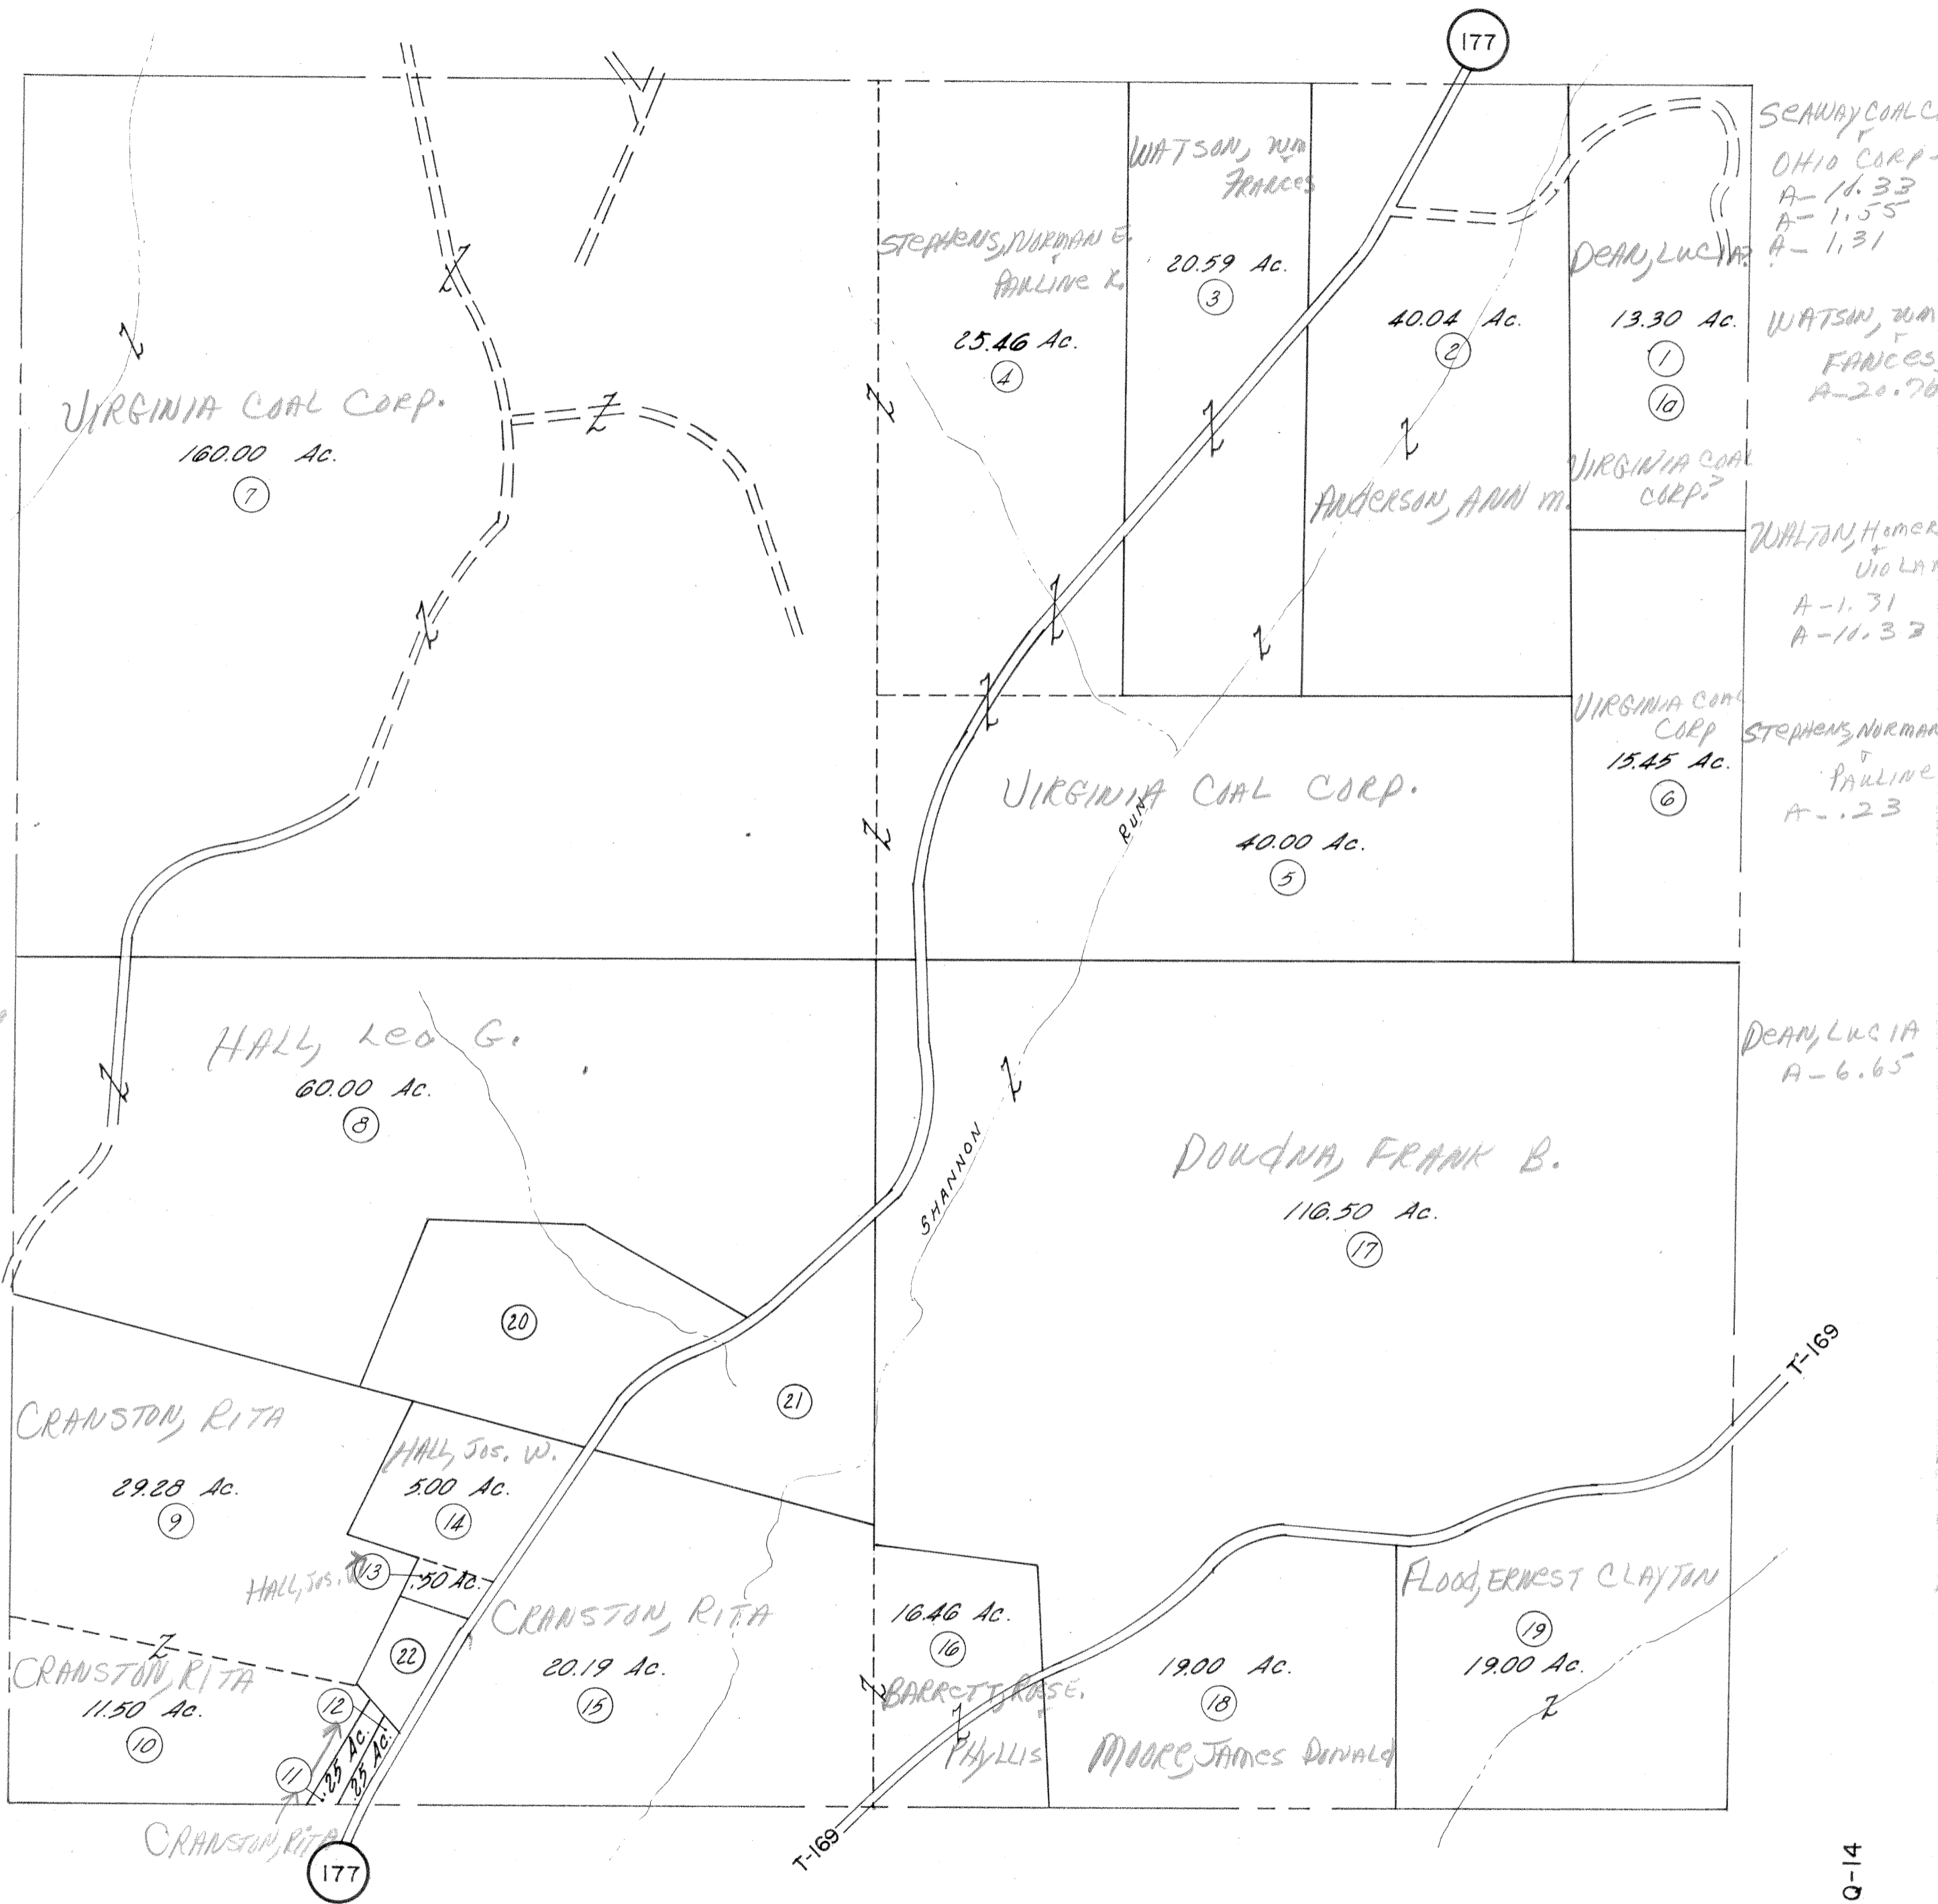 177
SEAWAY COAL C
OHIO CORP-
A- 1.55
A- 1.31
WATSON, WM
FRANCES
20.59 Ac.
3
STEPHENS, NORMAN E.
PAULINE K.
25.46 Ac.
4
40.04 Ac.
2
ANDERSON, ANN M.
DEAN, LUCIA?
13.30 Ac.
1
1a
VIRGINIA COAL
CORP?
WATSON, WM
FANCES
A-20.76
WALTON, HOMER
+
VIOLA
A-1.31
VIRGINIA COAL CORP.
160.00 Ac.
7
VIRGINIA COAL
CORP
15.45 Ac.
6
STEPHENS, NORMAN
PAULINE
A-.23
VIRGINIA COAL CORP.
40.00 Ac.
5
SHANNON RUN
HALL, LEO G.
60.00 Ac.
8
DEAN, LUCIA
A-6.65
DOUDNA, FRANK B.
116.50 Ac.
17
20
21
T-169
CRANSTON, RITA
29.28 Ac.
9
HALL, JOS. W.
5.00 Ac.
14
HALL, JOS. W
13
.50 Ac.
22
CRANSTON, RITA
20.19 Ac.
15
CRANSTON, RITA
11.50 Ac.
10
12
11
.25 Ac.
.25 Ac.
CRANSTON, RITA
177
16.46 Ac.
16
BARRETT, ROSS E.
PHYLLIS
19.00 Ac.
18
MOORE, JAMES DONALD
FLOOD, ERNEST CLAYTON
19
19.00 Ac.
T-169
Q-14